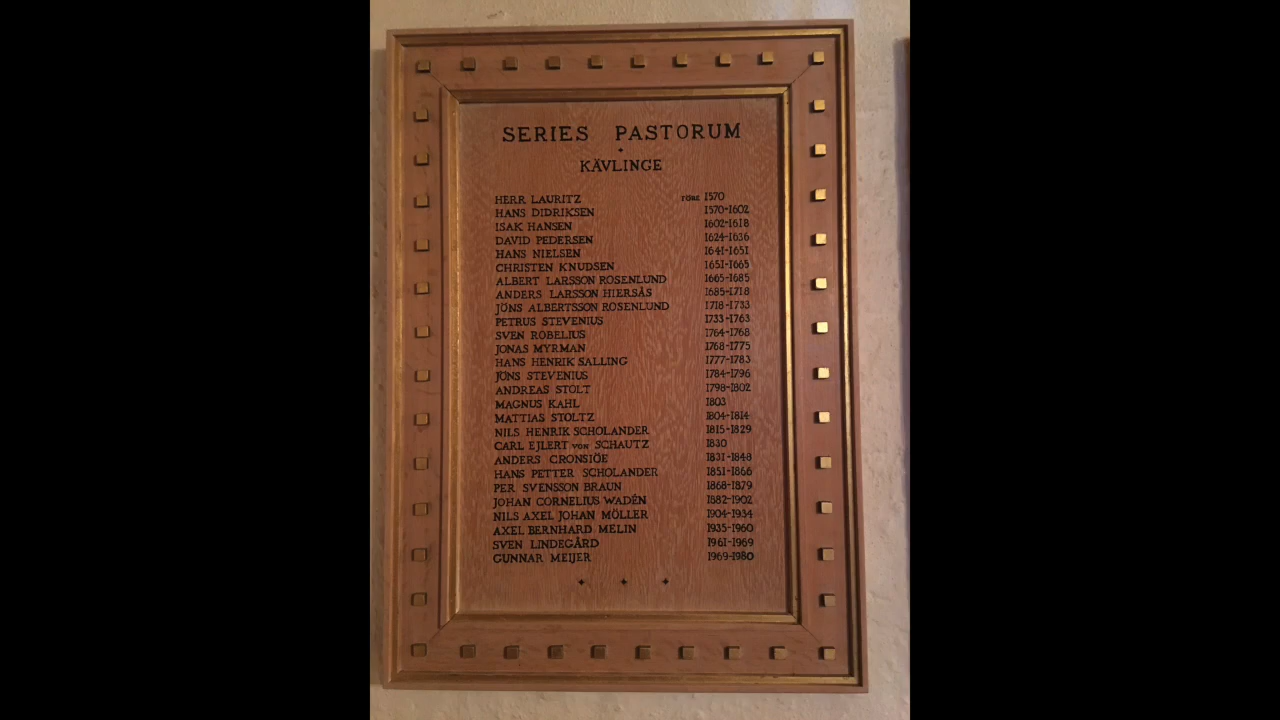 SERIES PASTORUM
KÄVLINGE
HERR LAURITZ FÖRE 1570
HANS DIDRIKSEN 1570-1602
ISAK HANSEN 1602-1618
DAVID PEDERSEN 1624-1636
HANS NIELSEN 1641-1651
CHRISTEN KNUDSEN 1651-1665
ALBERT LARSSON ROSENLUND 1665-1685
ANDERS LARSSON HIERSÅS 1685-1718
JÖNS ALBERTSSON ROSENLUND 1718-1733
PETRUS STEVENIUS 1733-1763
SVEN ROBELIUS 1764-1768
JONAS MYRMAN 1768-1775
HANS HENRIK SALLING 1777-1783
JÖNS STEVENIUS 1784-1796
ANDREAS STOLT 1798-1802
MAGNUS KAHL 1803
MATTIAS STOLTZ 1804-1814
NILS HENRIK SCHOLANDER 1815-1829
CARL EJLERT VON SCHAUTZ 1830
ANDERS CRONSIÖE 1831-1848
HANS PETTER SCHOLANDER 1851-1866
PER SVENSSON BRAUN 1868-1879
JOHAN CORNELIUS WADÉN 1882-1902
NILS AXEL JOHAN MÖLLER 1904-1934
AXEL BERNHARD MELIN 1935-1960
SVEN LINDEGÅRD 1961-1969
GUNNAR MEIJER 1969-1980